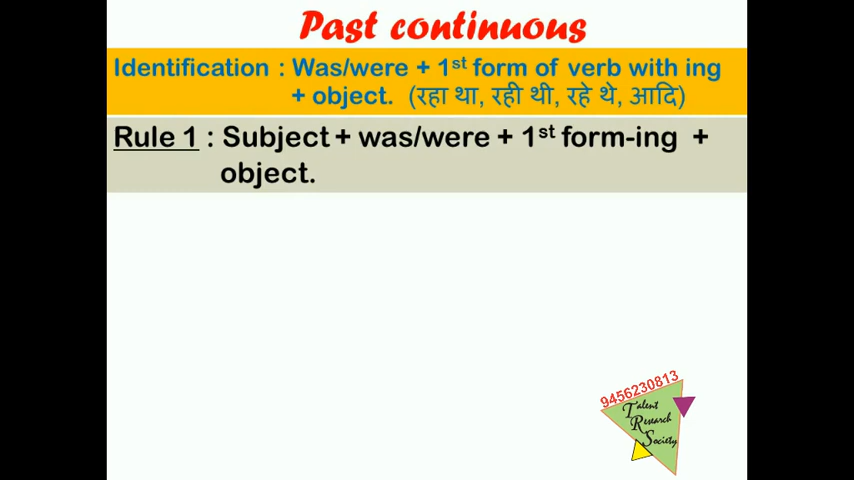 Past continuous
Identification : Was/were + 1st form of verb with ing
+ object. (रहा था, रही थी, रहे थे, आदि)
Rule 1 : Subject + was/were + 1st form-ing +
object.
9456230813
Talent
Research
Society